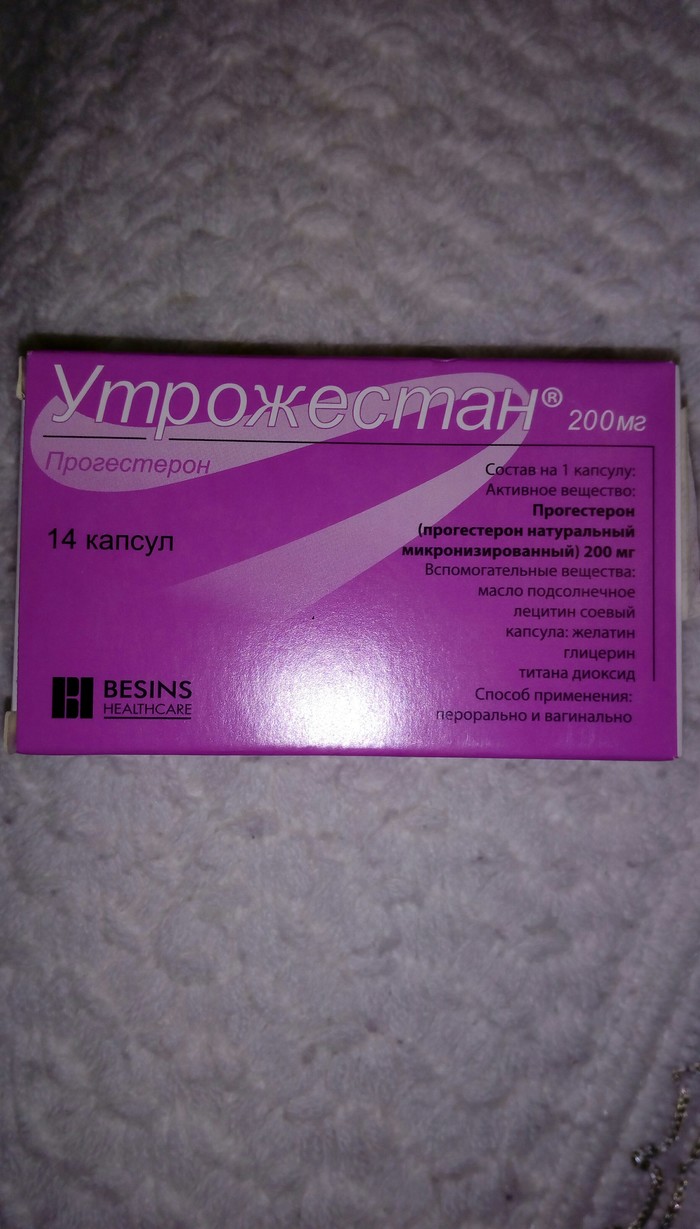 Утрожестан® 200мг
Прогестерон
14 капсул
Состав на 1 капсулу:
Активное вещество:
Прогестерон
(прогестерон натуральный
микронизированный) 200 мг
Вспомогательные вещества:
масло подсолнечное
лецитин соевый
капсула: желатин
глицерин
титана диоксид
Способ применения:
перорально и вагинально
BESINS
HEALTHCARE